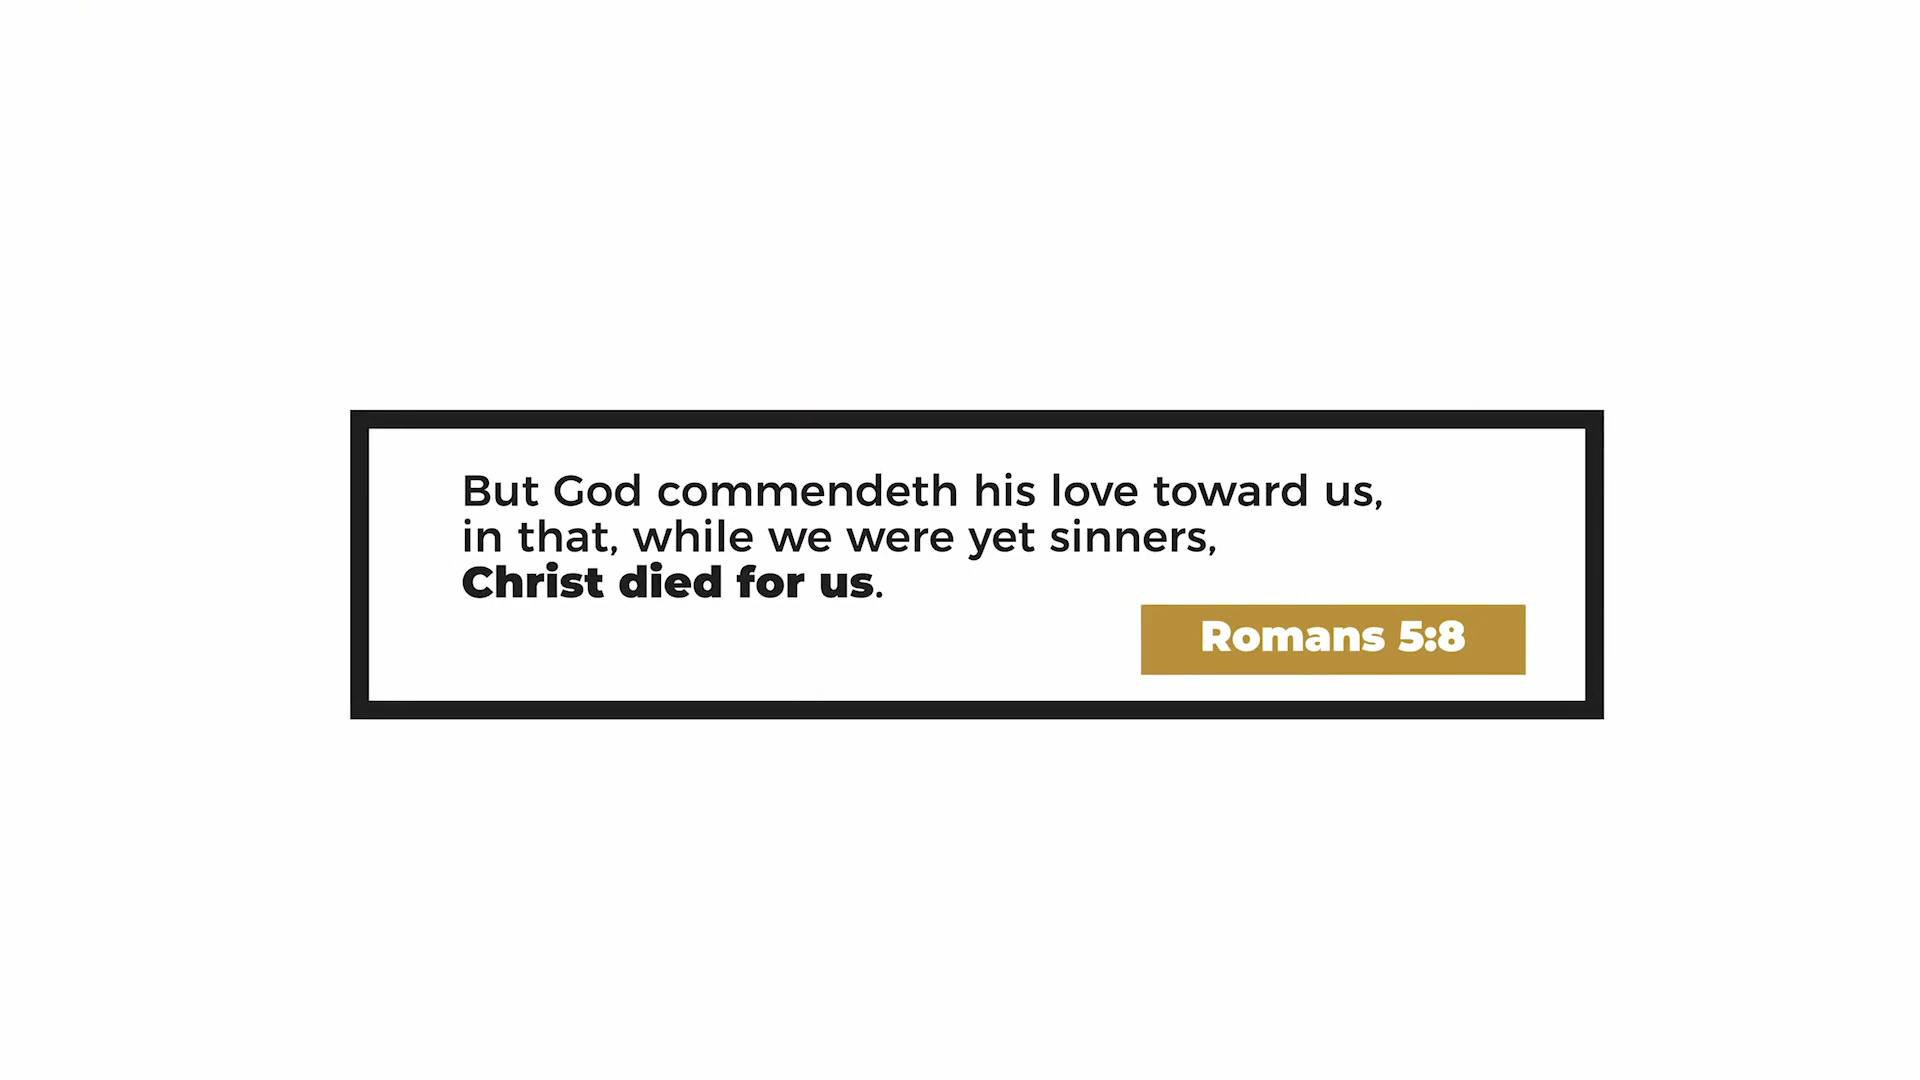 But God commendeth his love toward us,
in that, while we were yet sinners,
Christ died for us.
Romans 5:8